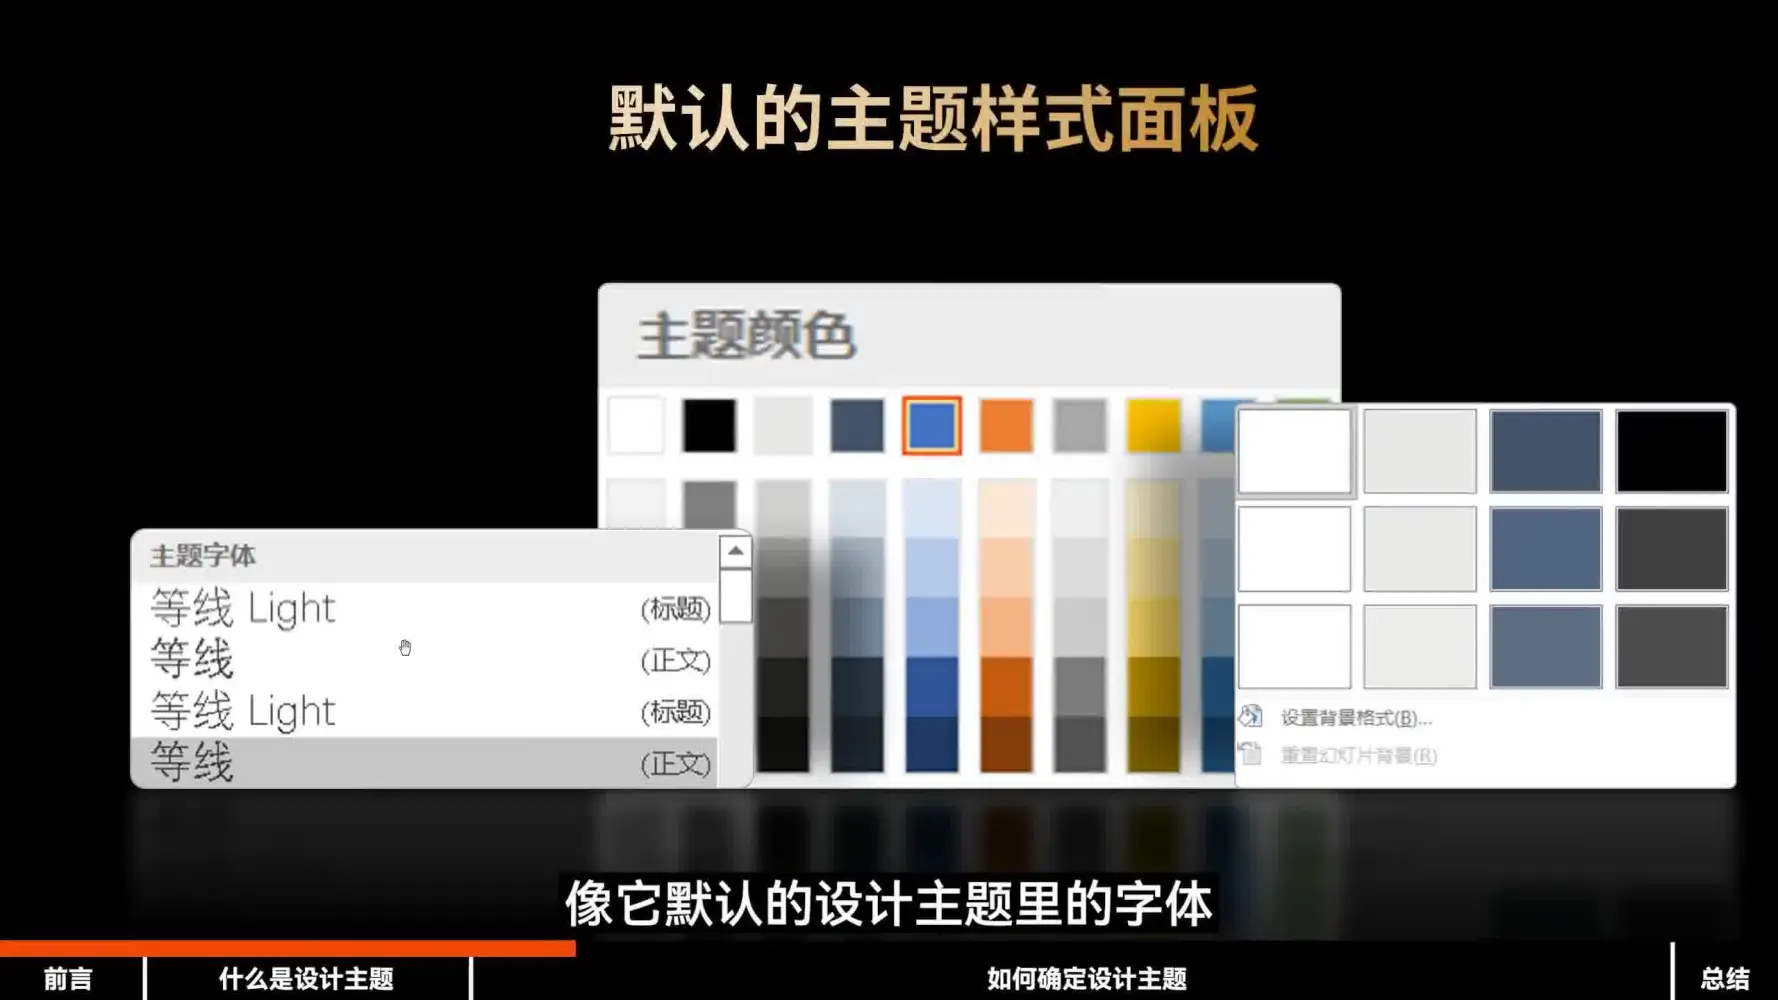 默认的主题样式面板
主题颜色
主题字体
等线 Light (标题)
等线 (正文)
等线 Light (标题)
等线 (正文)
设置背景格式(B)...
重置幻灯片背景(R)
像它默认的设计主题里的字体
前言 什么是设计主题 如何确定设计主题 总结